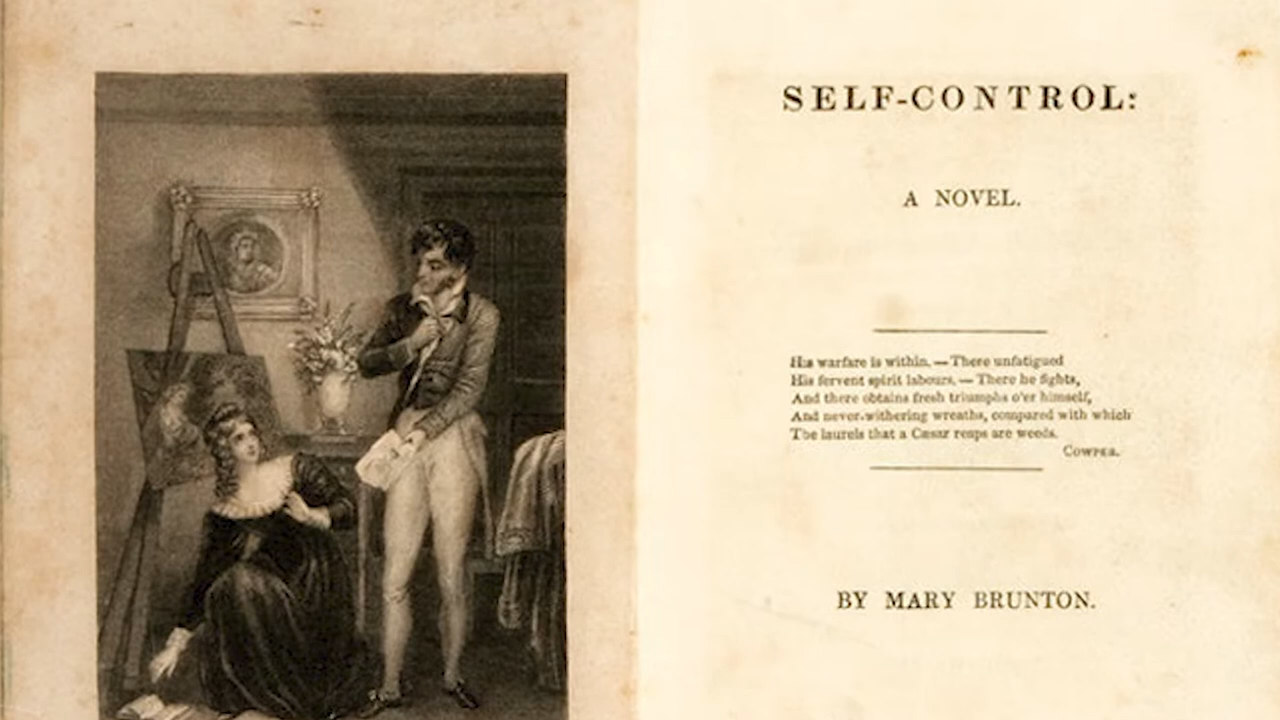 SELF-CONTROL:
A NOVEL.
His warfare is within. — There unfatigued
His fervent spirit labours. — There he fights,
And there obtains fresh triumphs o'er himself,
And never-withering wreaths, compared with which
The laurels that a Cæsar reaps are weeds.
COWPER.
BY MARY BRUNTON.